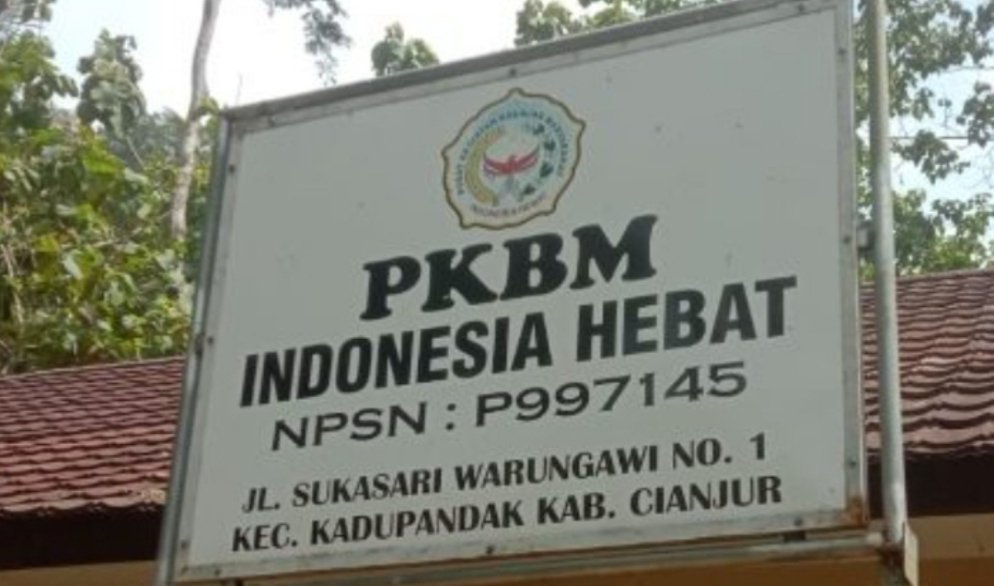 PKBM
INDONESIA HEBAT
NPSN : P997145
JL. SUKASARI WARUNGAWI NO. 1
KEC. KADUPANDAK KAB. CIANJUR